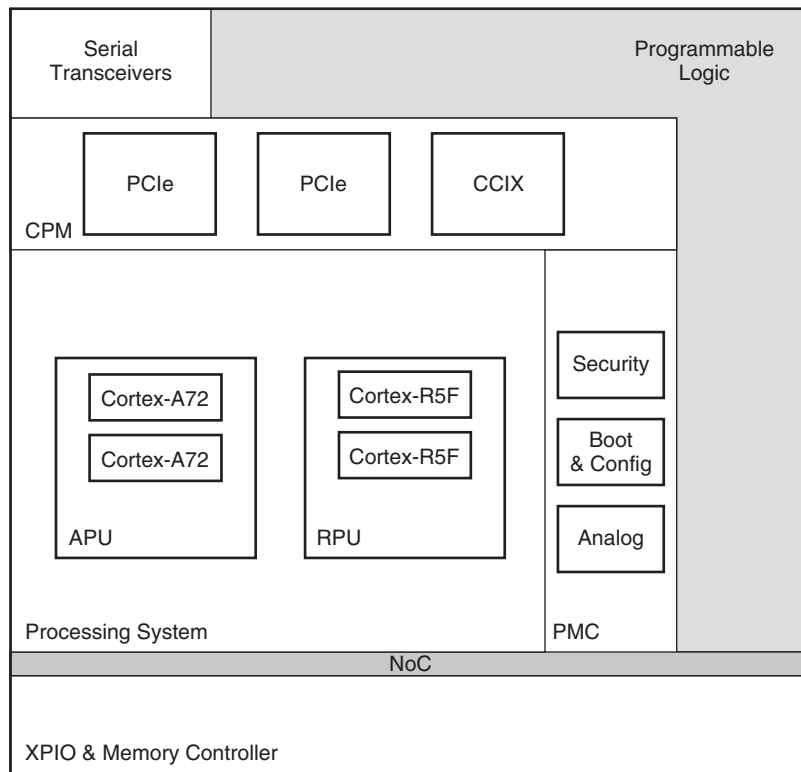 Serial
Transceivers
Programmable
Logic
PCIe
PCIe
CCIX
CPM
Security
Cortex-A72
Cortex-R5F
Cortex-A72
Cortex-R5F
Boot
& Config
APU
RPU
Analog
Processing System
PMC
NoC
XPIO & Memory Controller